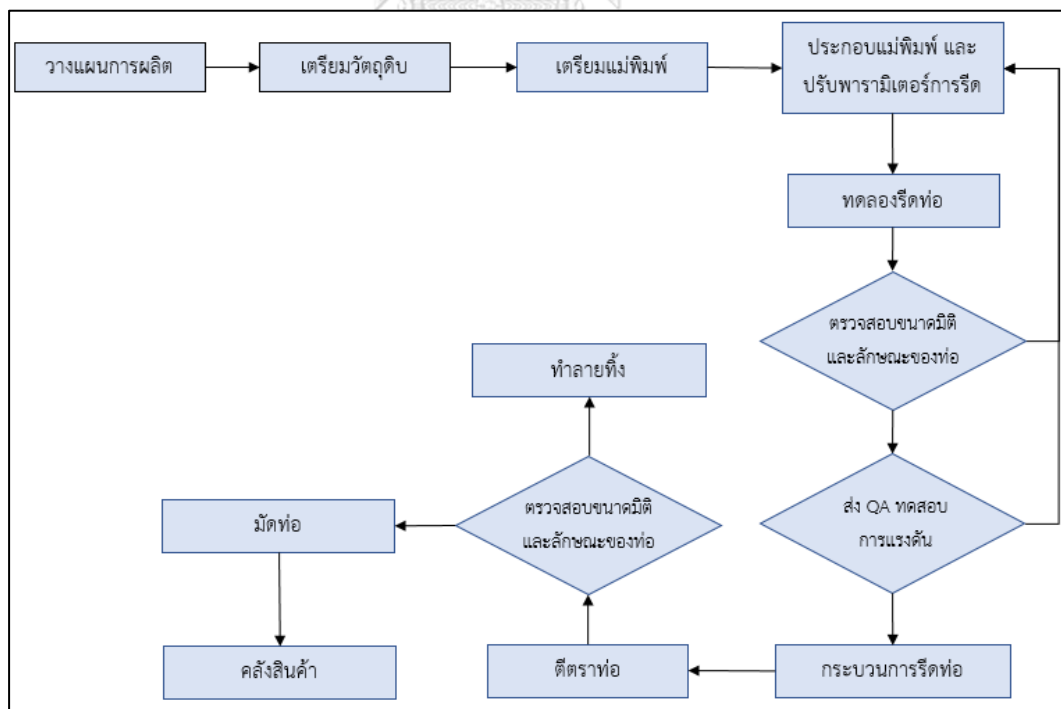 วางแผนการผลิต
เตรียมวัตถุดิบ
เตรียมแม่พิมพ์
ประกอบแม่พิมพ์ และ
ปรับพารามิเตอร์การรีด
ทดลองรีดท่อ
ตรวจสอบขนาดมิติ
และลักษณะของท่อ
ส่ง QA ทดสอบ
การแรงดัน
กระบวนการรีดท่อ
ตีตราท่อ
ตรวจสอบขนาดมิติ
และลักษณะของท่อ
ทำลายทิ้ง
มัดท่อ
คลังสินค้า